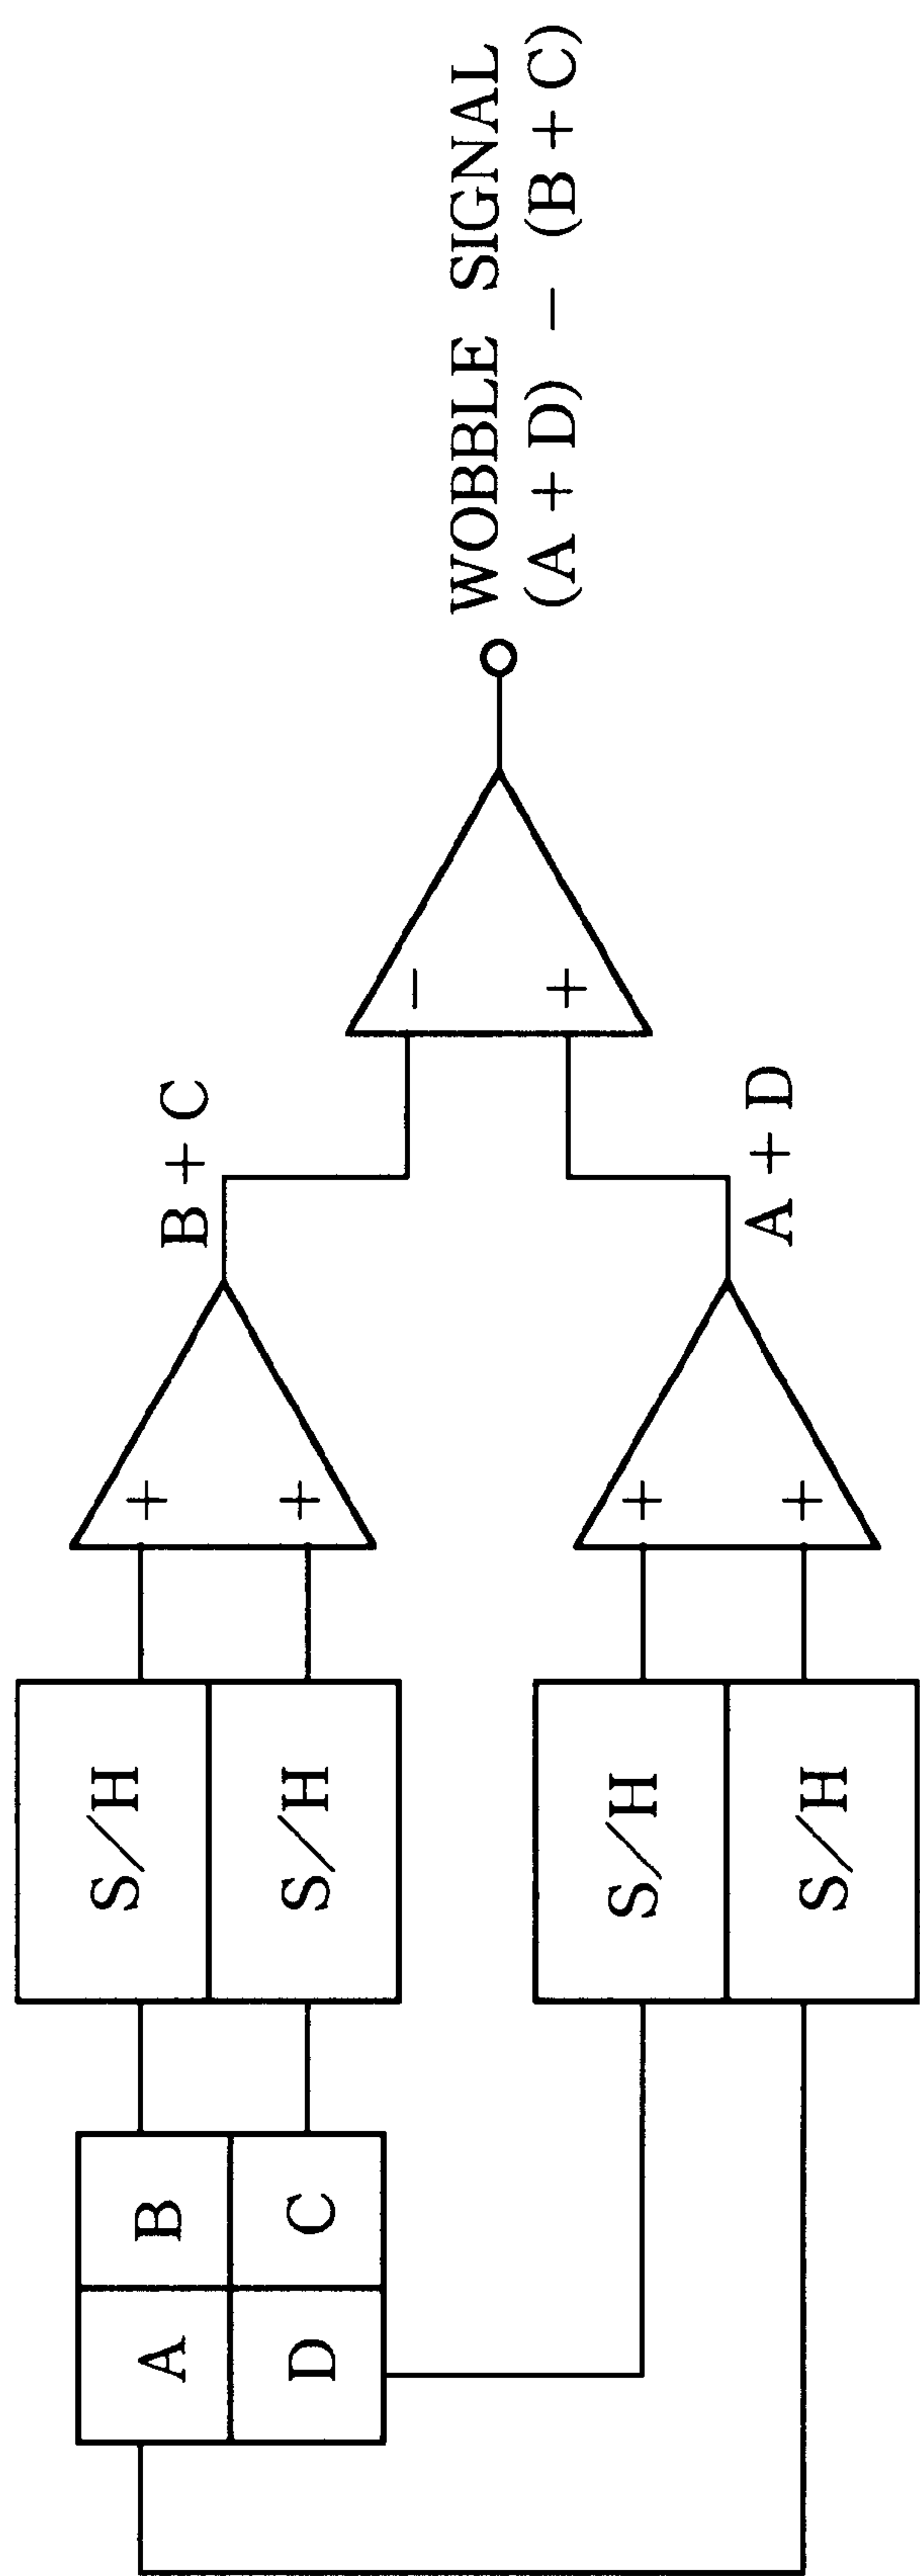 A
B
D
C
S/H
S/H
S/H
S/H
+
+
+
+
B + C
A + D
−
+
WOBBLE SIGNAL
(A + D) − (B + C)